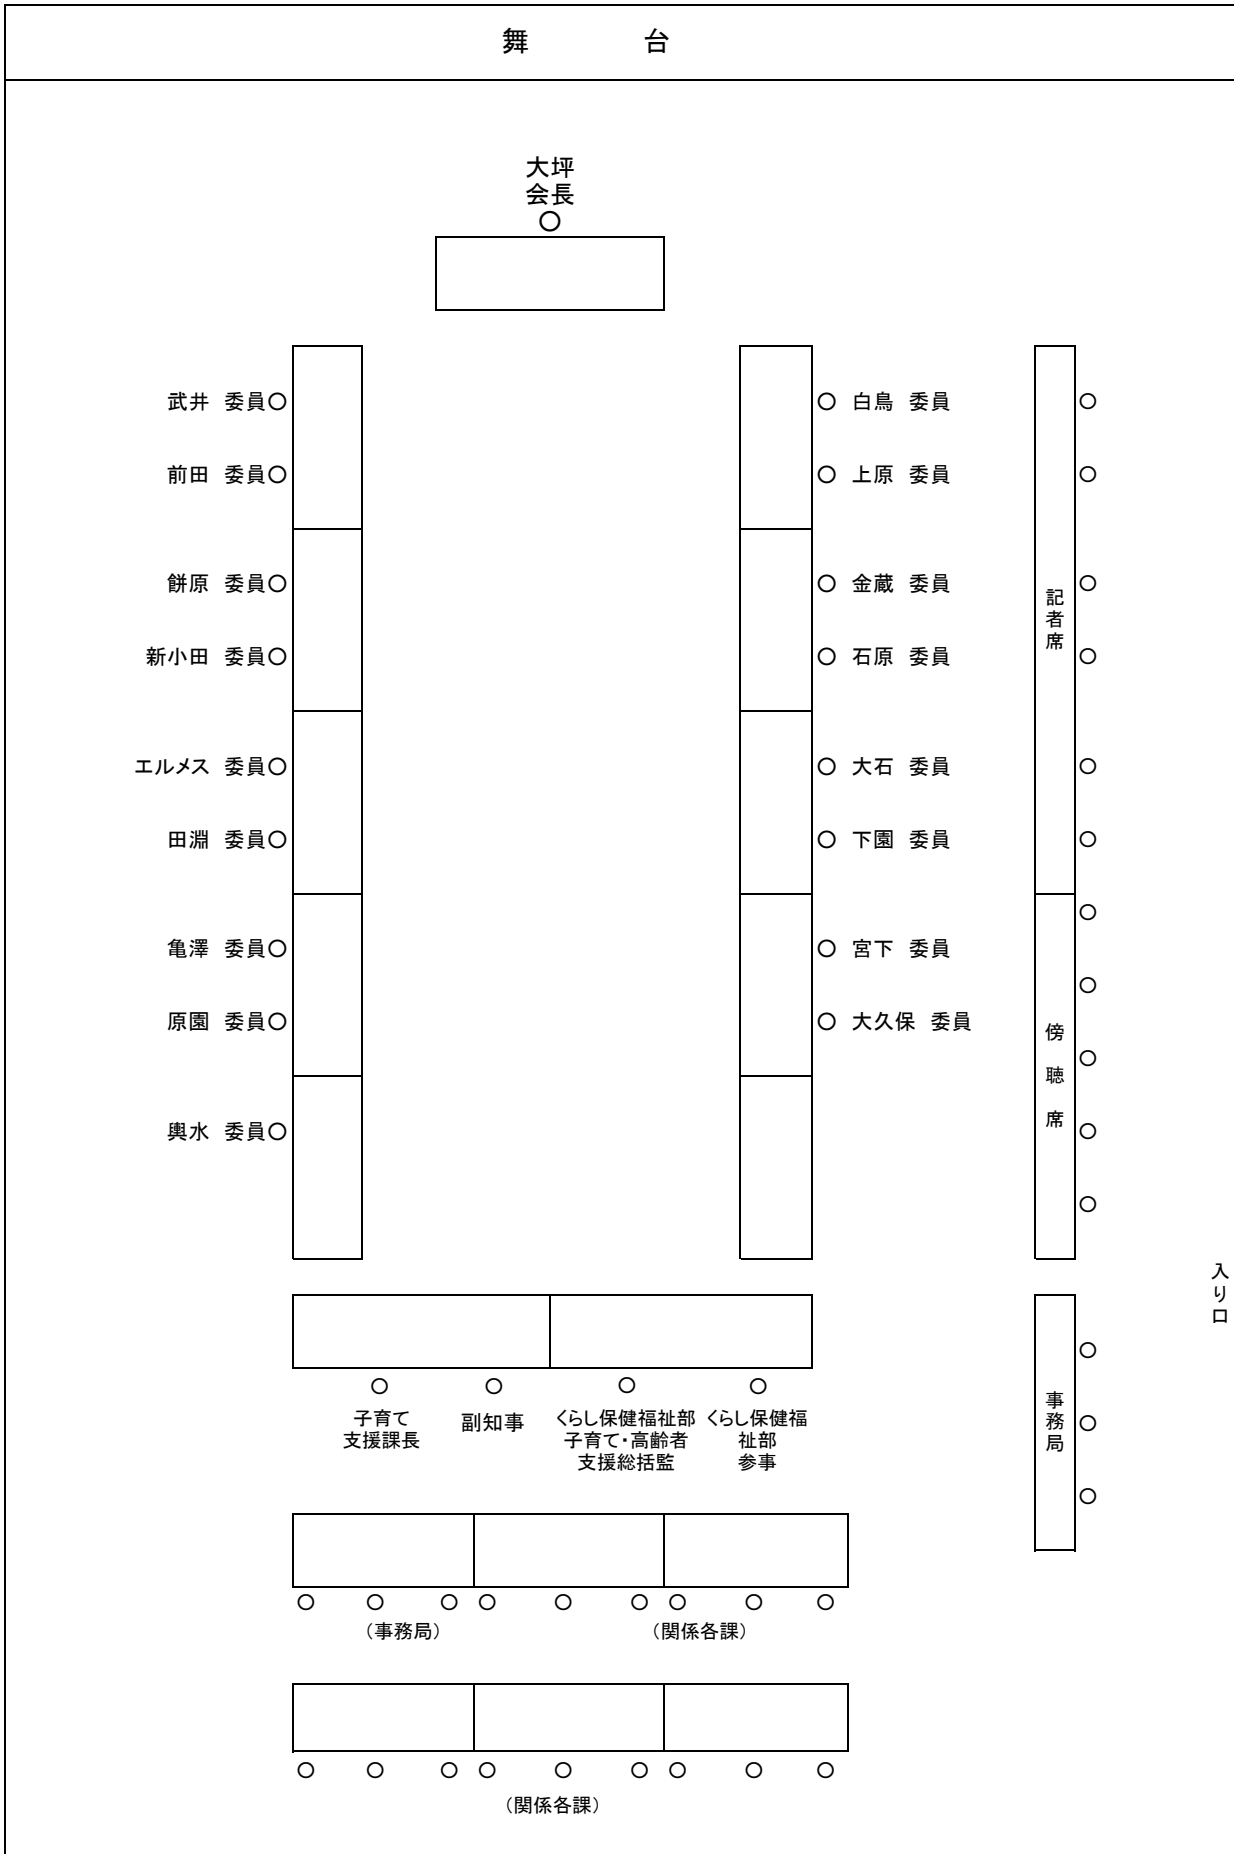 舞　台
大坪
会長
武井 委員
前田 委員
餅原 委員
新小田 委員
エルメス 委員
田淵 委員
亀澤 委員
原園 委員
輿水 委員
白鳥 委員
上原 委員
金蔵 委員
石原 委員
大石 委員
下園 委員
宮下 委員
大久保 委員
記者席
傍聴席
入り口
事務局
子育て
支援課長
副知事
くらし保健福祉部
子育て・高齢者
支援総括監
くらし保健福
祉部
参事
（事務局）
（関係各課）
（関係各課）